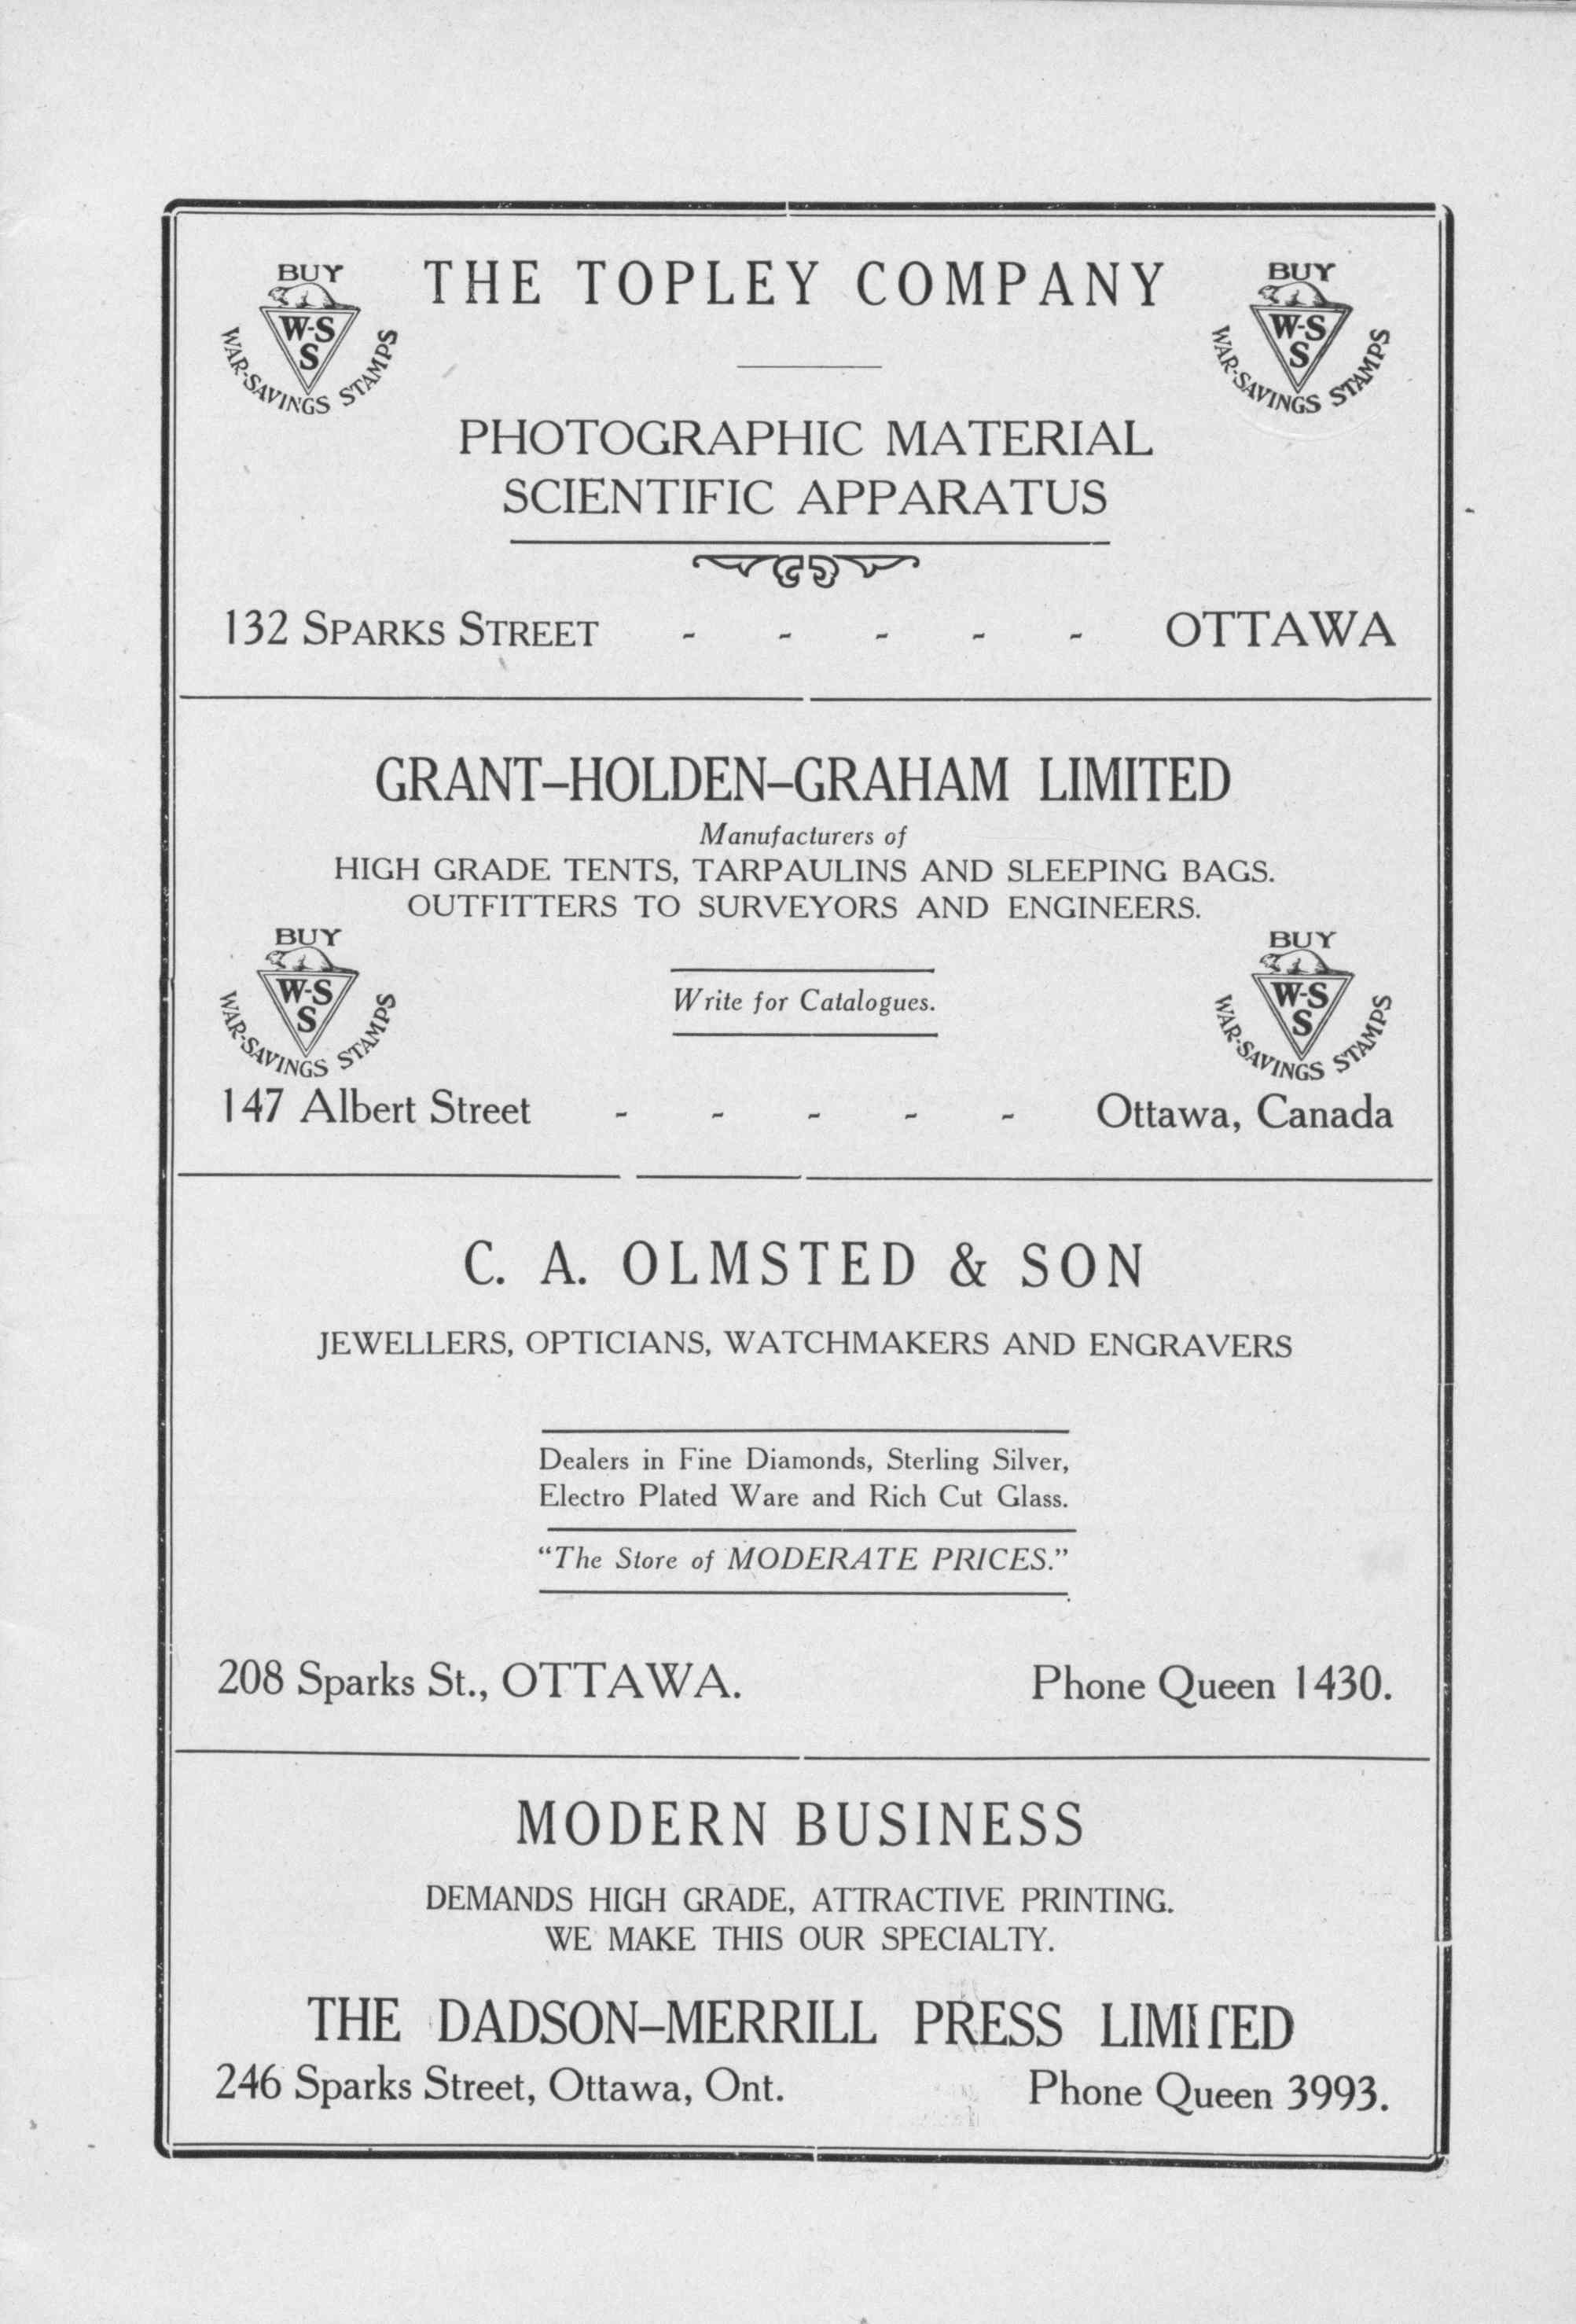 BUY
W-S
S
WAR-SAVINGS STAMPS
THE TOPLEY COMPANY
BUY
W-S
S
WAR-SAVINGS STAMPS
PHOTOGRAPHIC MATERIAL
SCIENTIFIC APPARATUS
132 SPARKS STREET - - - - - OTTAWA
GRANT-HOLDEN-GRAHAM LIMITED
Manufacturers of
HIGH GRADE TENTS, TARPAULINS AND SLEEPING BAGS.
OUTFITTERS TO SURVEYORS AND ENGINEERS.
BUY
W-S
S
WAR-SAVINGS STAMPS
Write for Catalogues.
BUY
W-S
S
WAR-SAVINGS STAMPS
147 Albert Street - - - - - Ottawa, Canada
C. A. OLMSTED & SON
JEWELLERS, OPTICIANS, WATCHMAKERS AND ENGRAVERS
Dealers in Fine Diamonds, Sterling Silver,
Electro Plated Ware and Rich Cut Glass.
"The Store of MODERATE PRICES."
208 Sparks St., OTTAWA. Phone Queen 1430.
MODERN BUSINESS
DEMANDS HIGH GRADE, ATTRACTIVE PRINTING.
WE MAKE THIS OUR SPECIALTY.
THE DADSON-MERRILL PRESS LIMITED
246 Sparks Street, Ottawa, Ont. Phone Queen 3993.